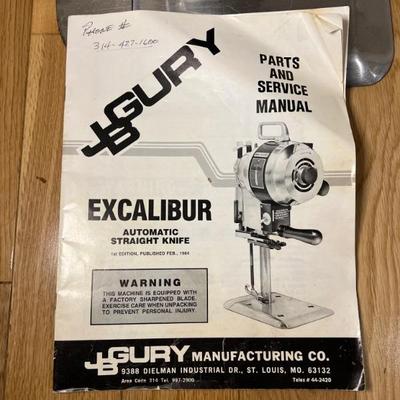 PHONE #
314-427-1600
JB GURY
PARTS
AND
SERVICE
MANUAL
EXCALIBUR
AUTOMATIC
STRAIGHT KNIFE
1st EDITION, PUBLISHED FEB., 1984
WARNING
THIS MACHINE IS EQUIPPED WITH
A FACTORY SHARPENED BLADE.
EXERCISE CARE WHEN UNPACKING
TO PREVENT PERSONAL INJURY.
JB GURY MANUFACTURING CO.
9388 DIELMAN INDUSTRIAL DR., ST. LOUIS, MO. 63132
Area Code 314 Tel. 997-2900 Telex # 44-2420